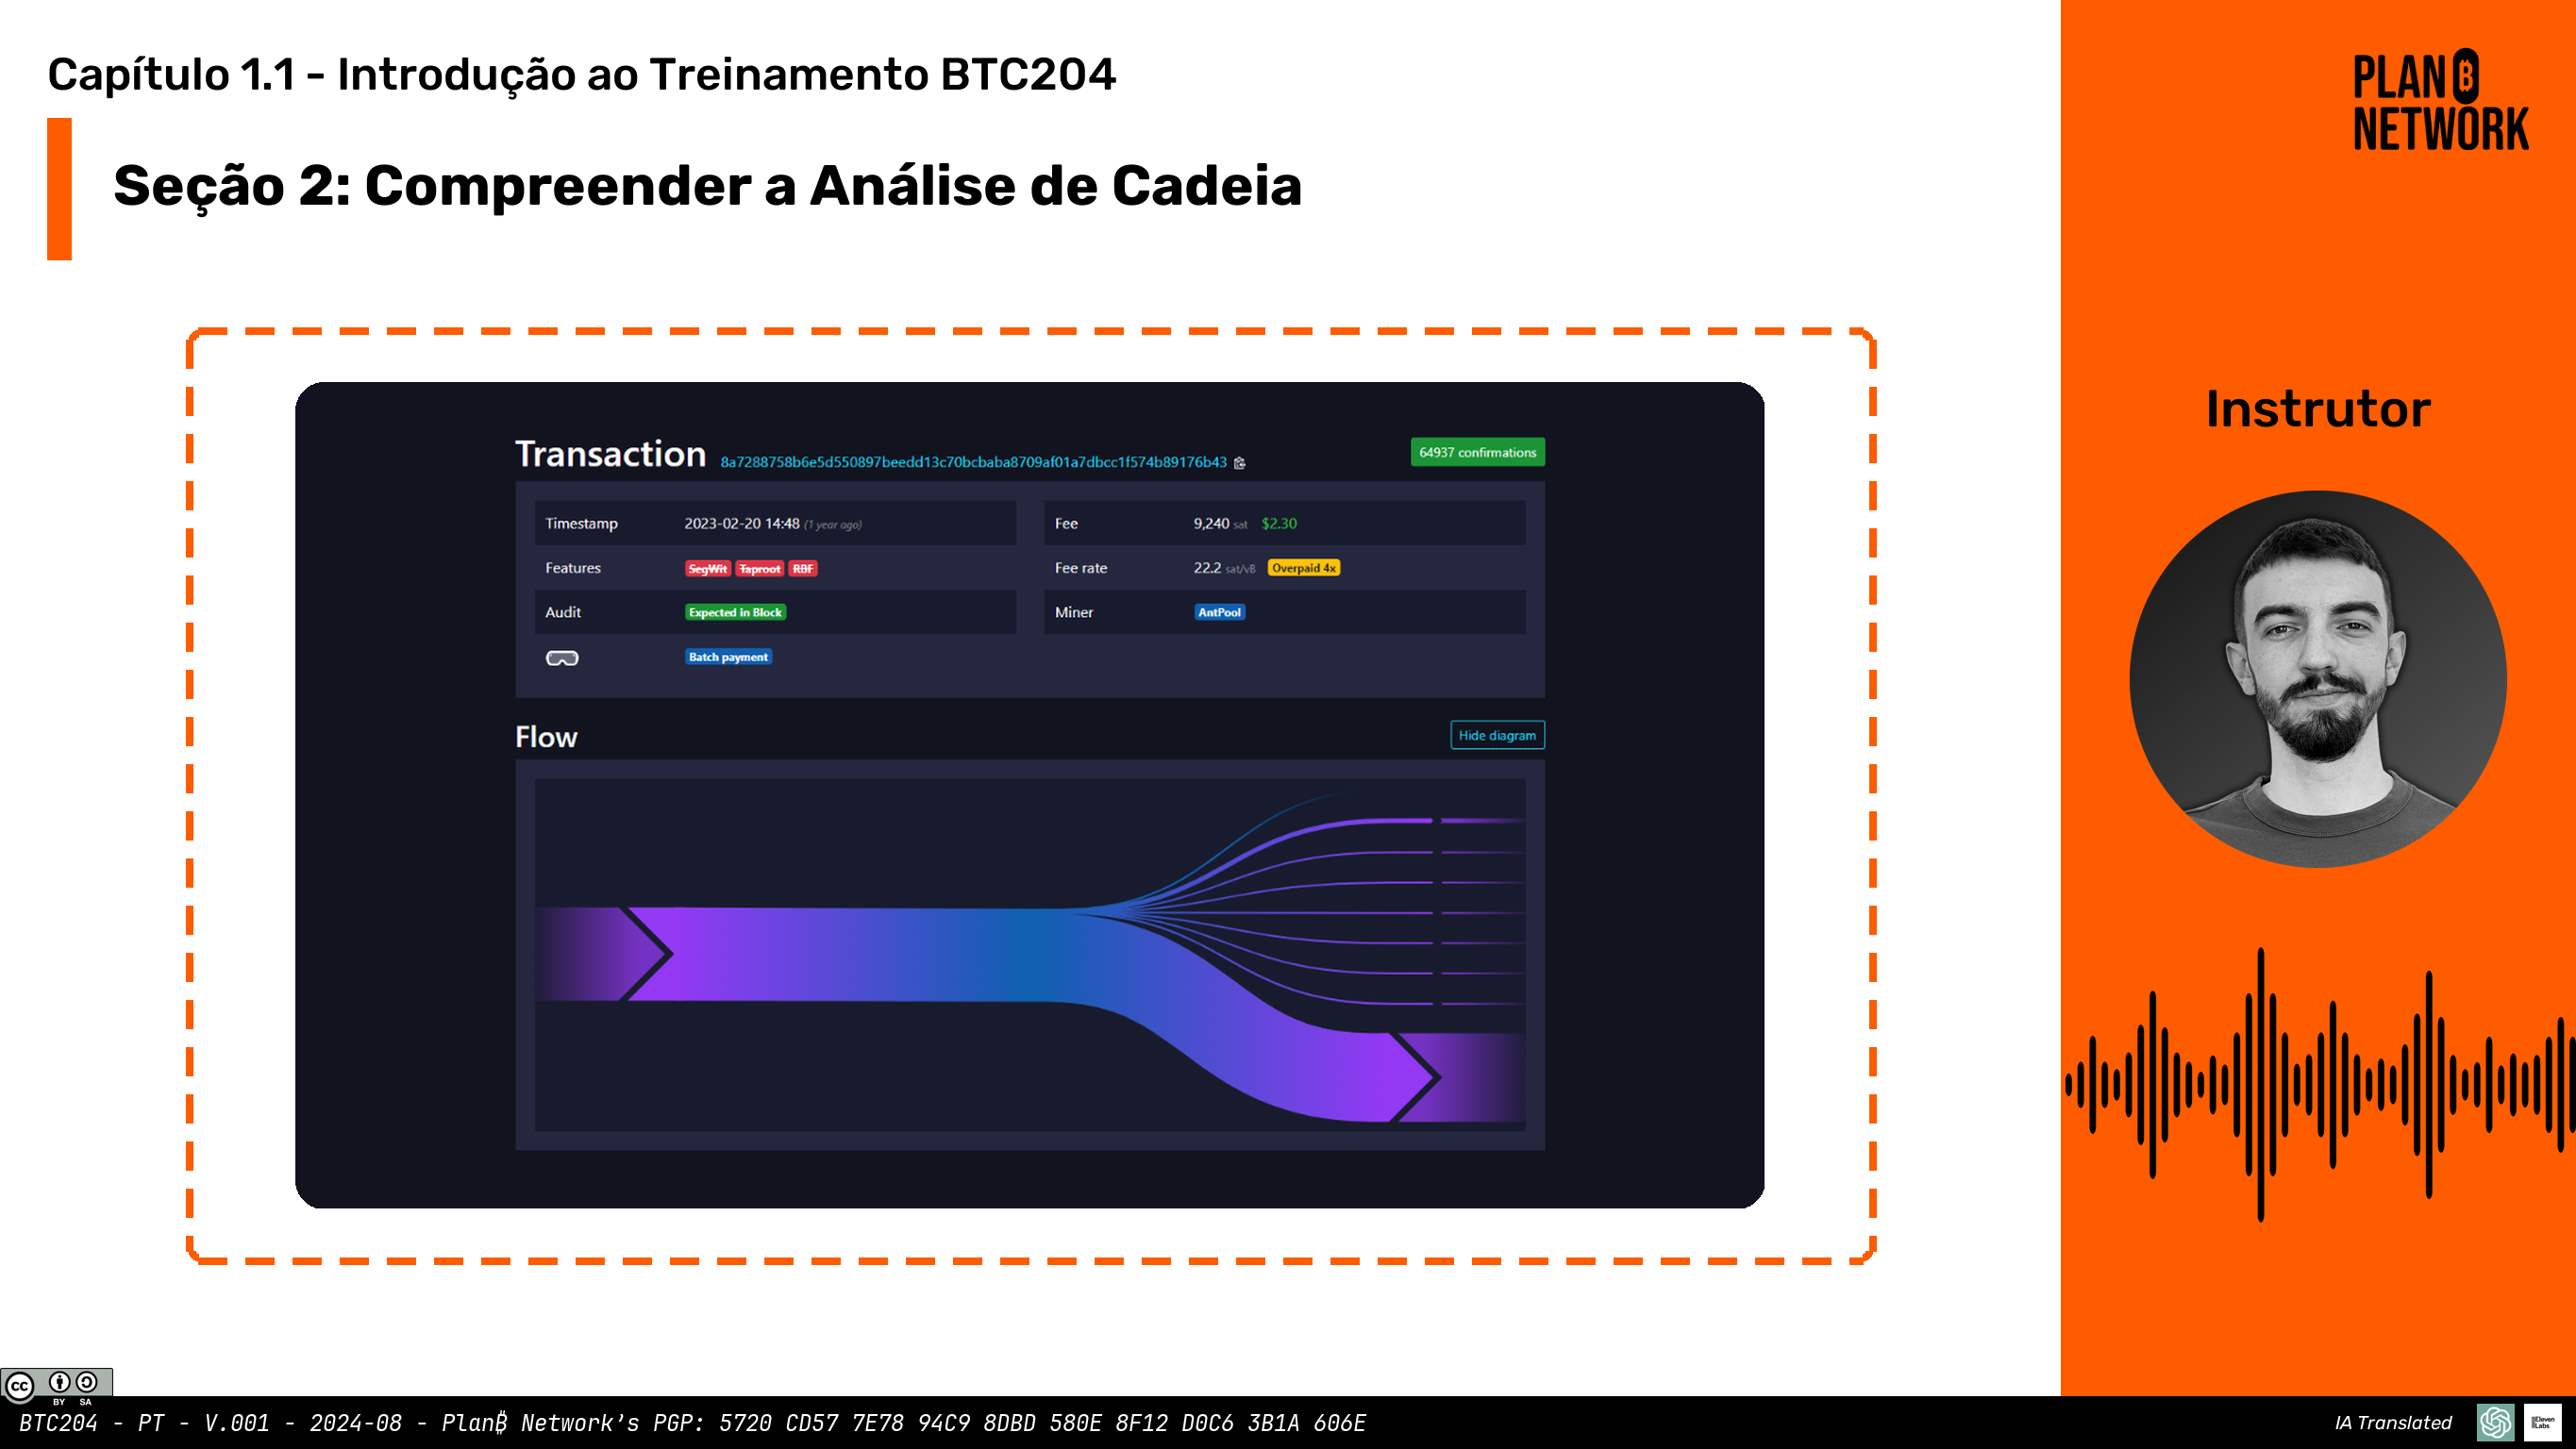 Capítulo 1.1 - Introdução ao Treinamento BTC204
Seção 2: Compreender a Análise de Cadeia
PLAN ₿
NETWORK
Instrutor
Transaction 8a7288758b6e5d550897beedd13c70bcbaba8709af01a7dbcc1f574b89176b43
64937 confirmations
Timestamp 2023-02-20 14:48 (1 year ago)
Fee 9,240 sat $2.30
Features SegWit Taproot RBF
Fee rate 22.2 sat/vB Overpaid 4x
Audit Expected in Block
Miner AntPool
Batch payment
Flow
Hide diagram
cc BY SA
BTC204 - PT - V.001 - 2024-08 - Plan₿ Network's PGP: 5720 CD57 7E78 94C9 8DBD 580E 8F12 D0C6 3B1A 606E
IA Translated
IIElevenLabs